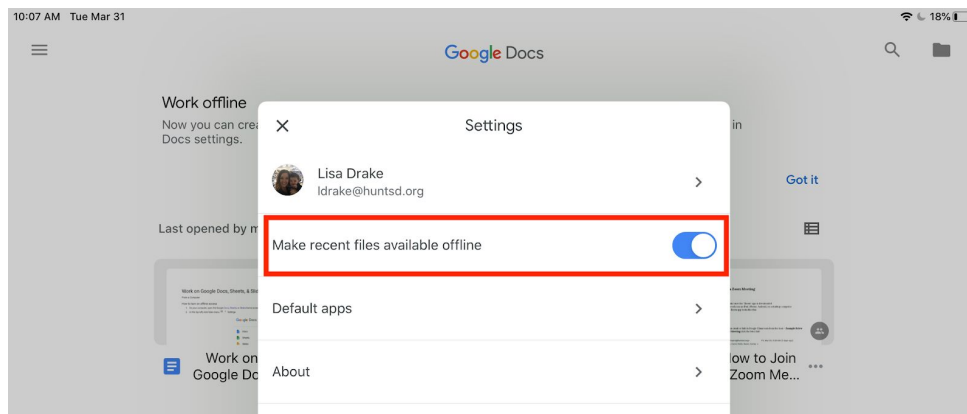 10:07 AM Tue Mar 31
18%
Google Docs
Work offline
Now you can crea
in
Docs settings.
Settings
Lisa Drake
ldrake@huntsd.org
Got it
Last opened by m
Make recent files available offline
Default apps
Work on
Google Do
How to Join
Zoom Me...
About